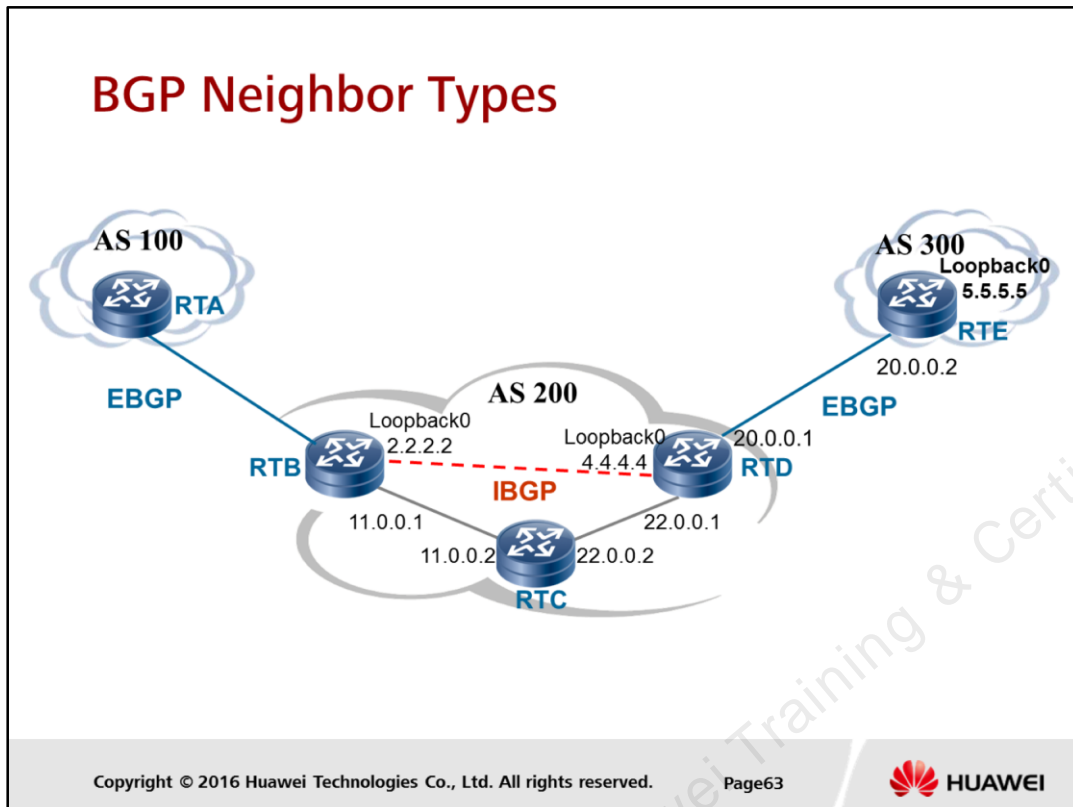 BGP Neighbor Types
AS 100
RTA
AS 300
Loopback0
5.5.5.5
RTE
20.0.0.2
EBGP
EBGP
AS 200
Loopback0
2.2.2.2
Loopback0
4.4.4.4
20.0.0.1
RTB
RTD
IBGP
11.0.0.1
22.0.0.1
11.0.0.2
22.0.0.2
RTC
Training & Certi
Copyright © 2016 Huawei Technologies Co., Ltd. All rights reserved.
Page63
HUAWEI